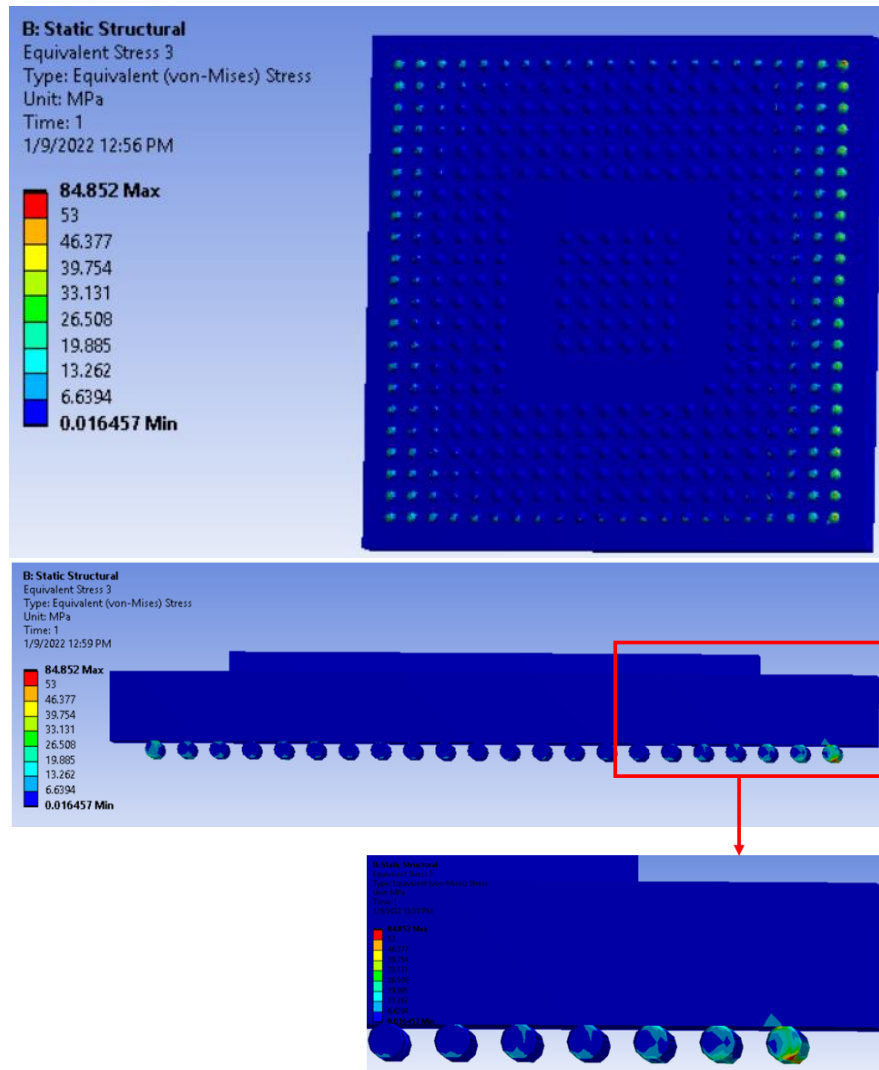 B: Static Structural
Equivalent Stress 3
Type: Equivalent (von-Mises) Stress
Unit: MPa
Time: 1
1/9/2022 12:56 PM
84.852 Max
53
46.377
39.754
33.131
26.508
19.885
13.262
6.6394
0.016457 Min
B: Static Structural
Equivalent Stress 3
Type: Equivalent (von-Mises) Stress
Unit: MPa
Time: 1
1/9/2022 12:59 PM
84.852 Max
53
46.377
39.754
33.131
26.508
19.885
13.262
6.6394
0.016457 Min